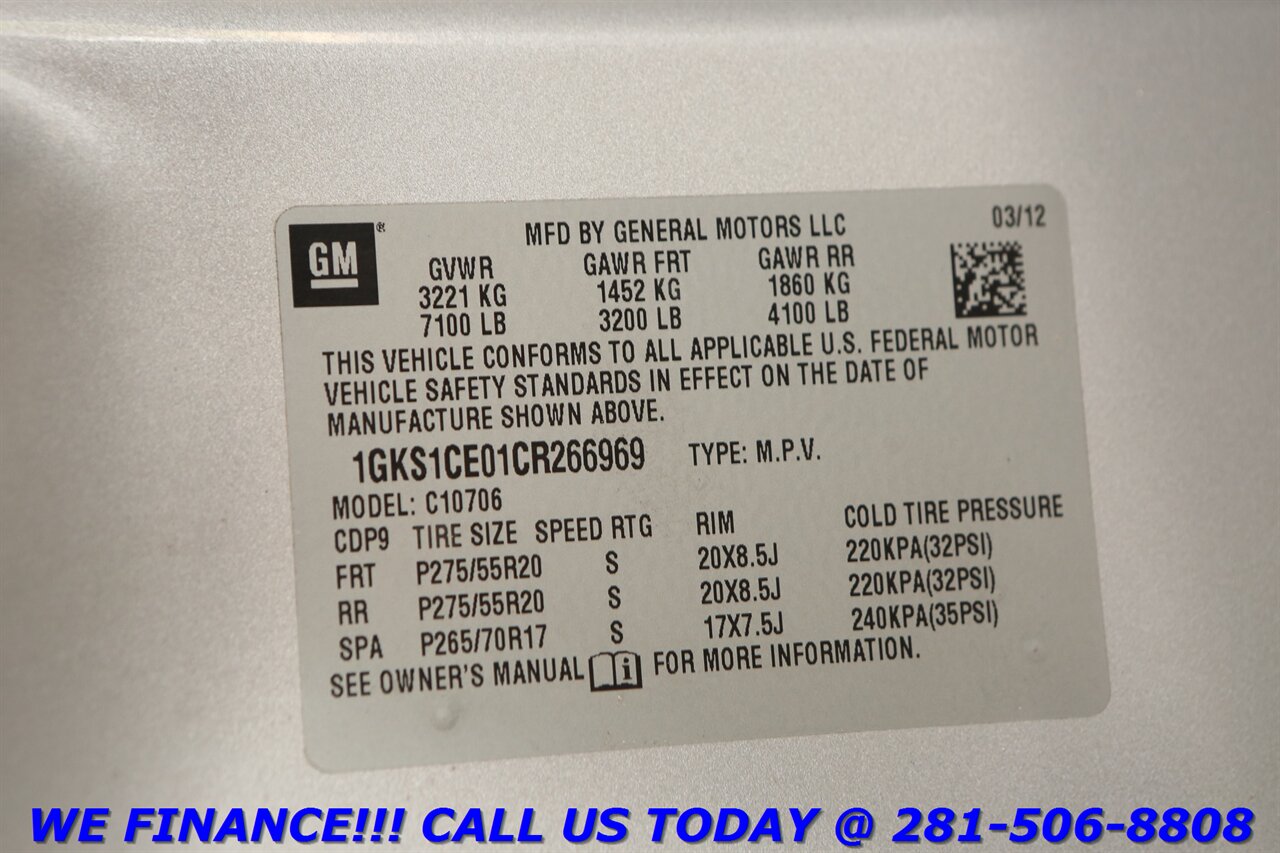 GM®
MFD BY GENERAL MOTORS LLC 03/12
GVWR GAWR FRT GAWR RR
3221 KG 1452 KG 1860 KG
7100 LB 3200 LB 4100 LB
THIS VEHICLE CONFORMS TO ALL APPLICABLE U.S. FEDERAL MOTOR
VEHICLE SAFETY STANDARDS IN EFFECT ON THE DATE OF
MANUFACTURE SHOWN ABOVE.
1GKS1CE01CR266969 TYPE: M.P.V.
MODEL: C10706
CDP9 TIRE SIZE SPEED RTG RIM COLD TIRE PRESSURE
FRT P275/55R20 S 20X8.5J 220KPA(32PSI)
RR P275/55R20 S 20X8.5J 220KPA(32PSI)
SPA P265/70R17 S 17X7.5J 240KPA(35PSI)
SEE OWNER'S MANUAL i FOR MORE INFORMATION.
WE FINANCE!!! CALL US TODAY @ 281-506-8808